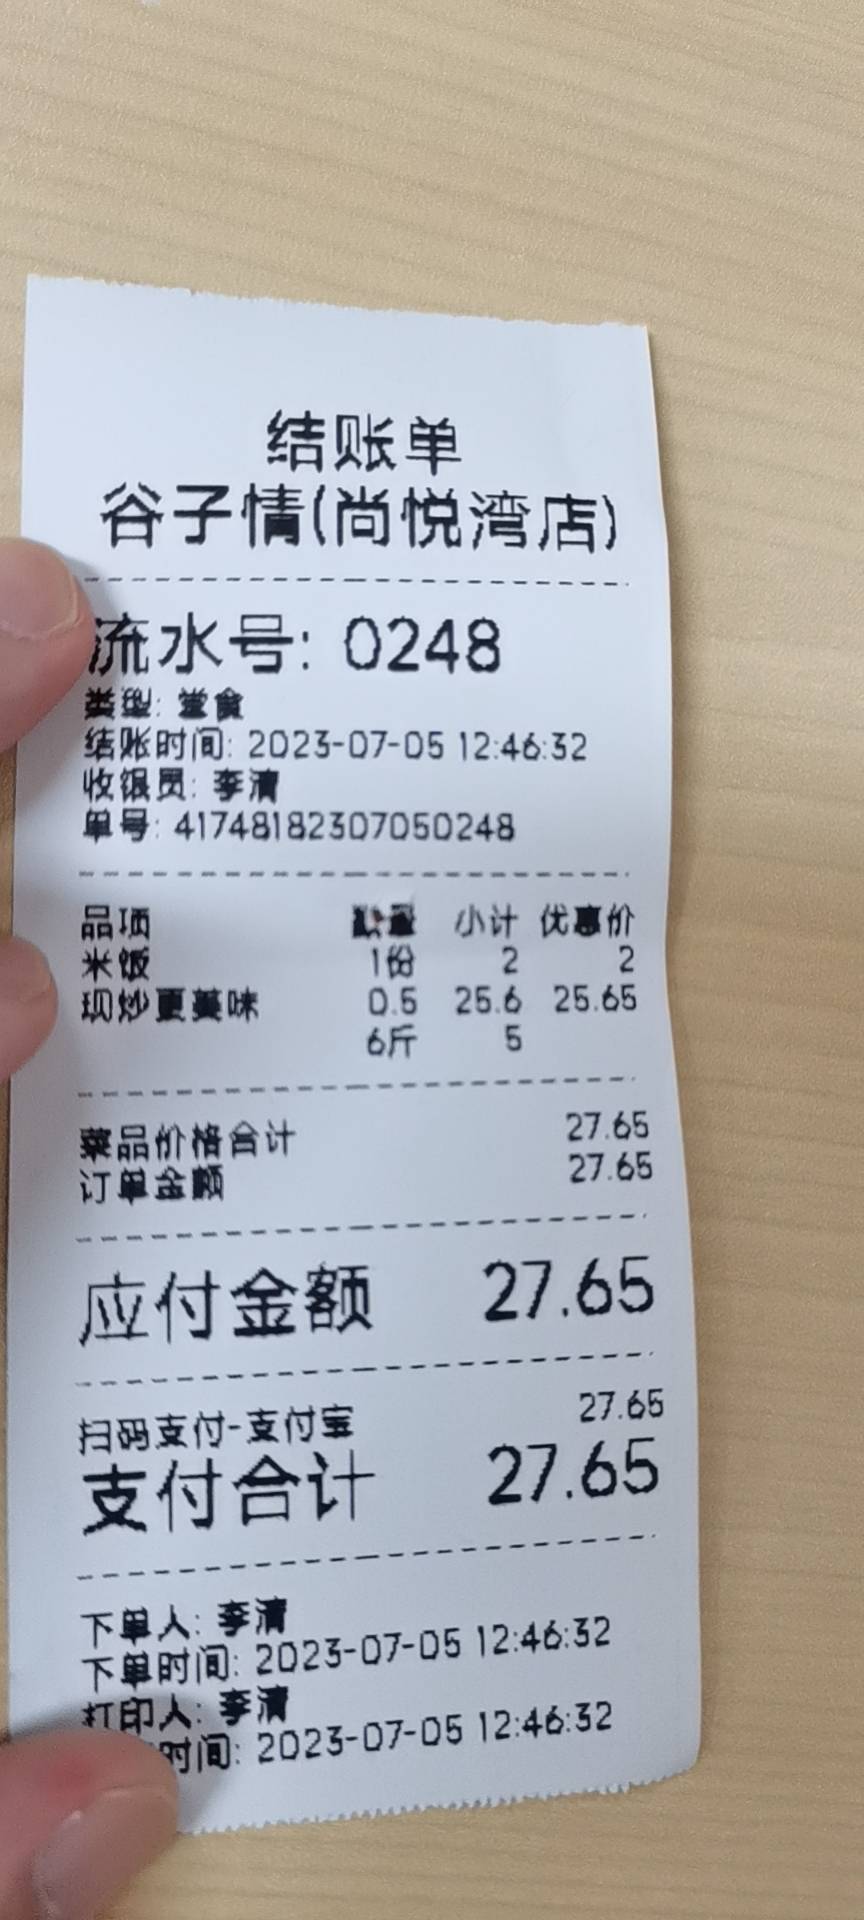 结账单
谷子情(尚悦湾店)
流水号: 0248
类型: 堂食
结账时间: 2023-07-05 12:46:32
收银员: 李清
单号: 41748182307050248
品项 数量 小计 优惠价
米饭 1份 2 2
现炒更美味 0.5 25.6 25.65
6斤 5
菜品价格合计 27.65
订单金额 27.65
应付金额 27.65
扫码支付-支付宝 27.65
支付合计 27.65
下单人: 李清
下单时间: 2023-07-05 12:46:32
打印人: 李清
时间: 2023-07-05 12:46:32